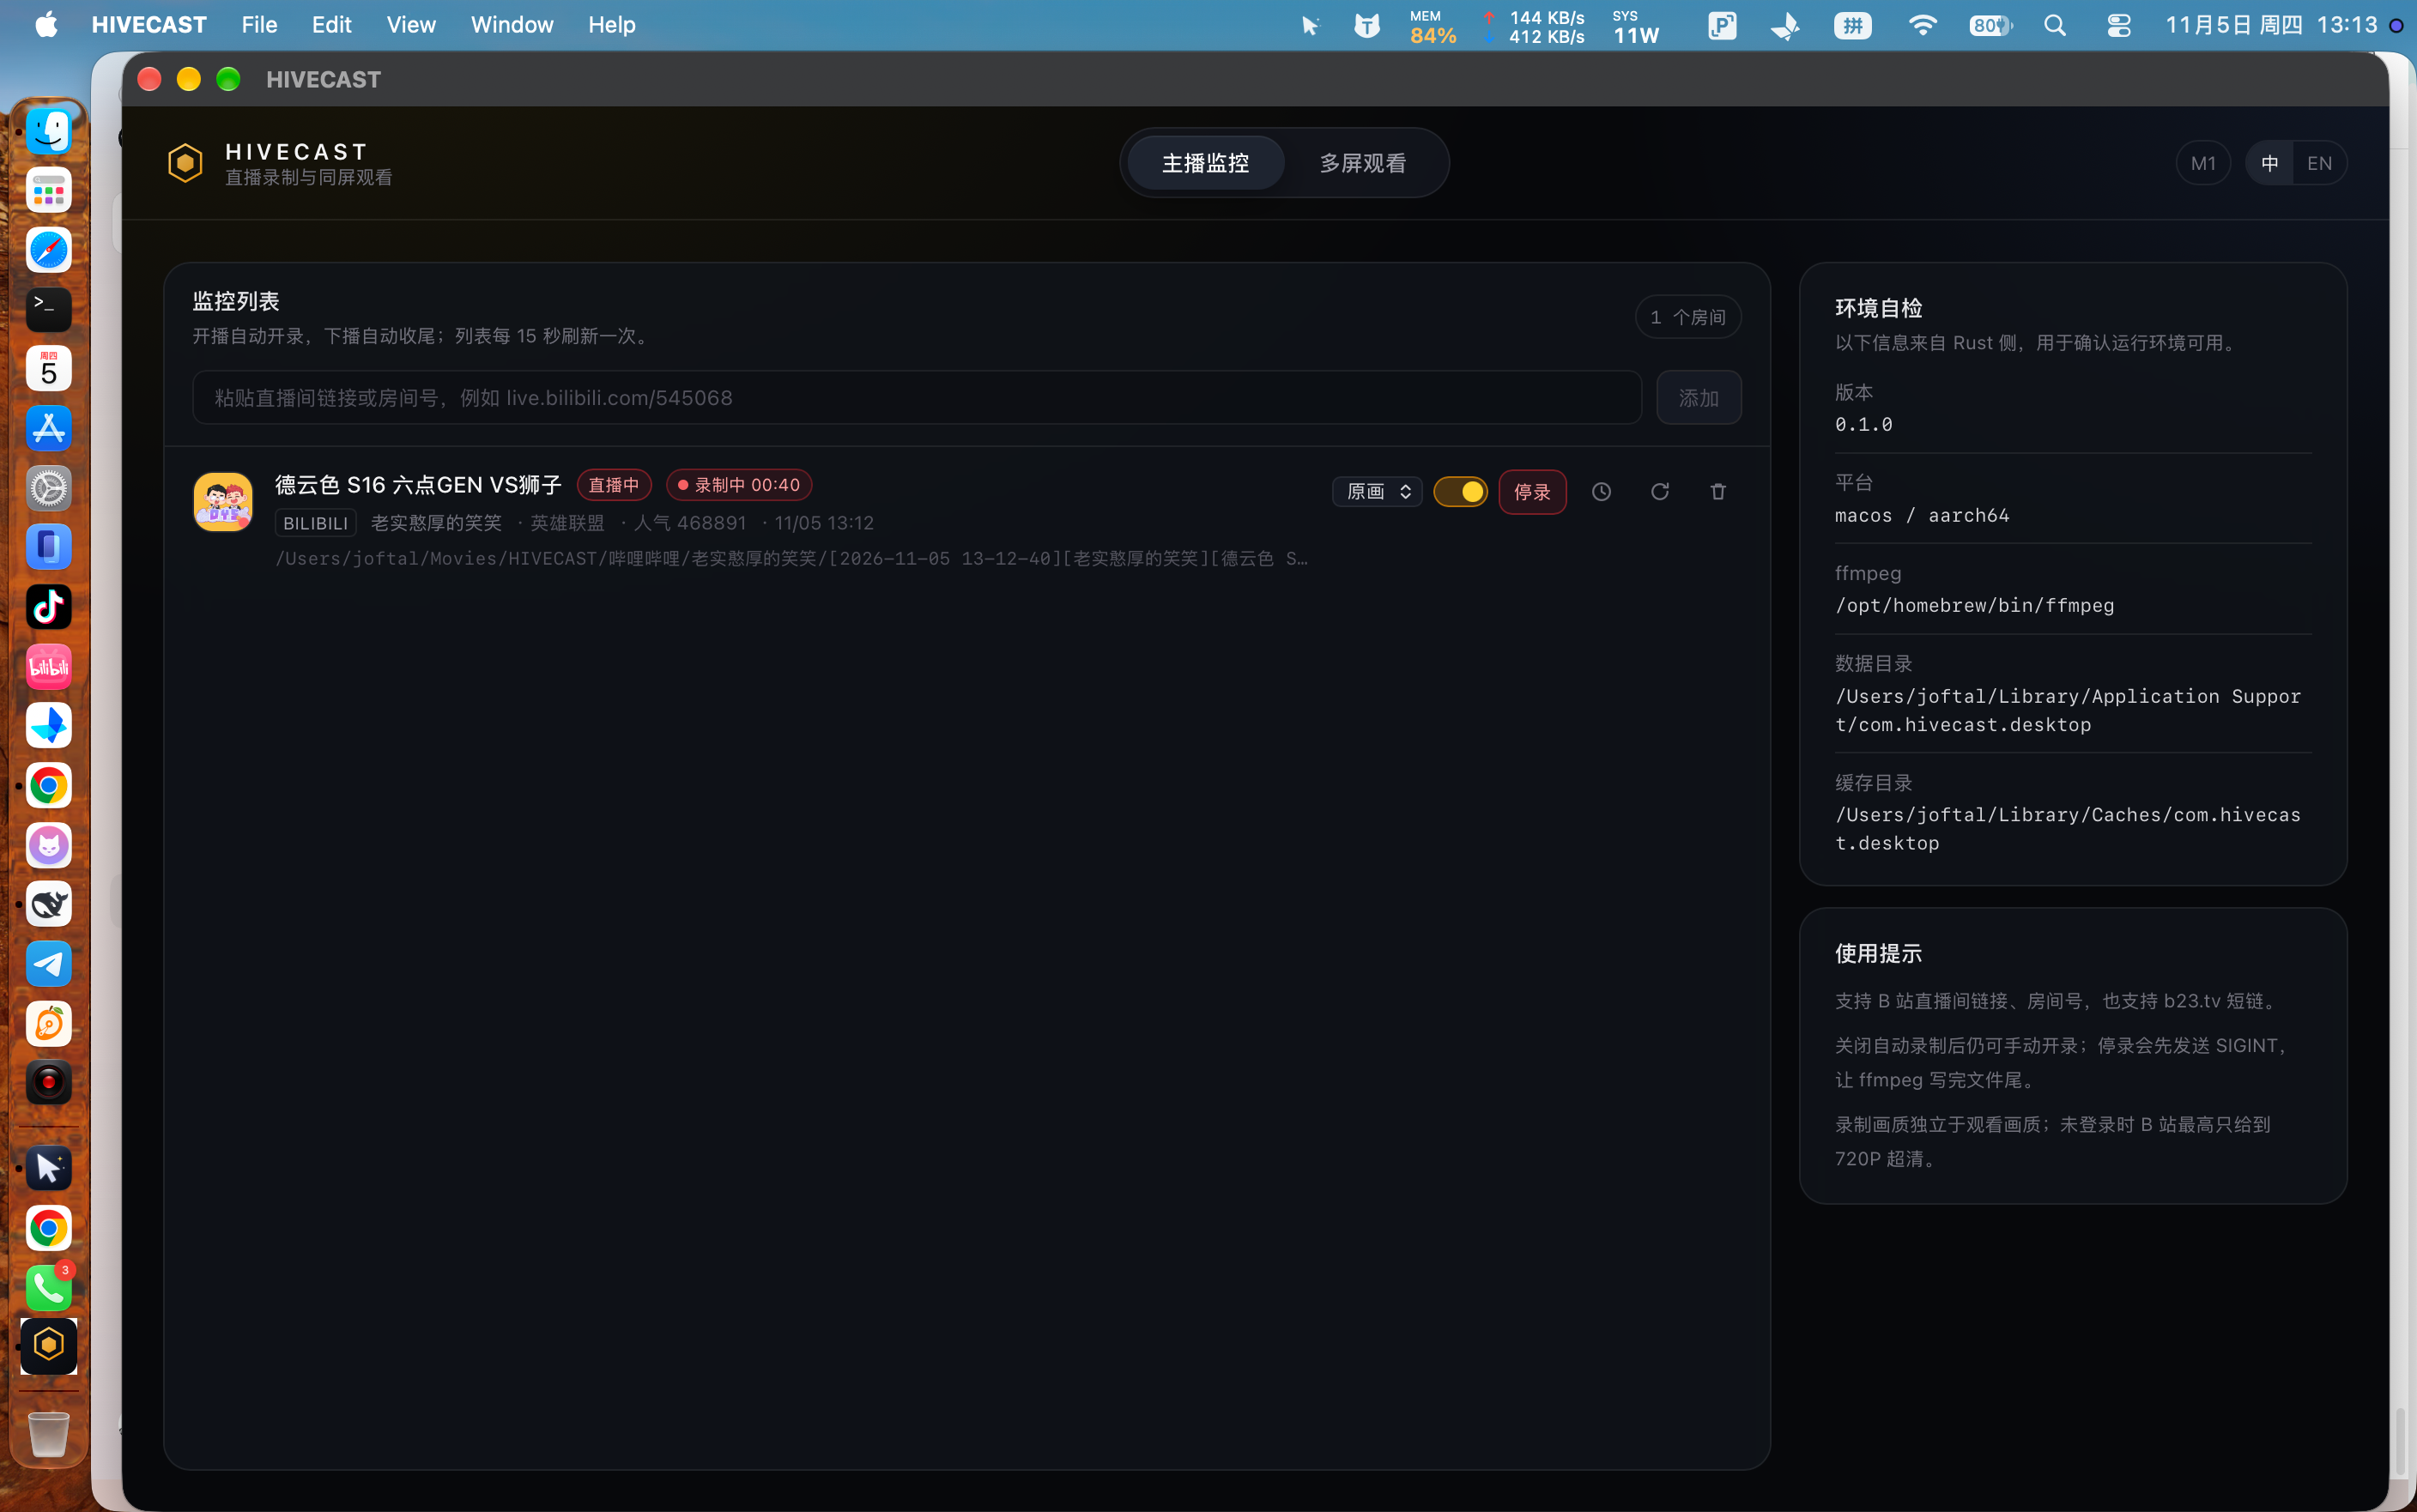 HIVECAST File Edit View Window Help
MEM 84% 144 KB/s 412 KB/s SYS 11W 拼 80 11月5日 周四 13:13
HIVECAST
HIVECAST
直播录制与同屏观看
主播监控 多屏观看
M1 中 EN
监控列表
开播自动开录，下播自动收尾；列表每 15 秒刷新一次。
1 个房间
粘贴直播间链接或房间号，例如 live.bilibili.com/545068
添加
德云色 S16 六点GEN VS狮子 直播中 录制中 00:40
BILIBILI 老实憨厚的笑笑 · 英雄联盟 · 人气 468891 · 11/05 13:12
/Users/joftal/Movies/HIVECAST/哔哩哔哩/老实憨厚的笑笑/[2026-11-05 13-12-40][老实憨厚的笑笑][德云色 S…
原画 停录
环境自检
以下信息来自 Rust 侧，用于确认运行环境可用。
版本
0.1.0
平台
macos / aarch64
ffmpeg
/opt/homebrew/bin/ffmpeg
数据目录
/Users/joftal/Library/Application Suppor
t/com.hivecast.desktop
缓存目录
/Users/joftal/Library/Caches/com.hivecas
t.desktop
使用提示
支持 B 站直播间链接、房间号，也支持 b23.tv 短链。
关闭自动录制后仍可手动开录；停录会先发送 SIGINT，
让 ffmpeg 写完文件尾。
录制画质独立于观看画质；未登录时 B 站最高只给到
720P 超清。
周四
5
bilibili
3